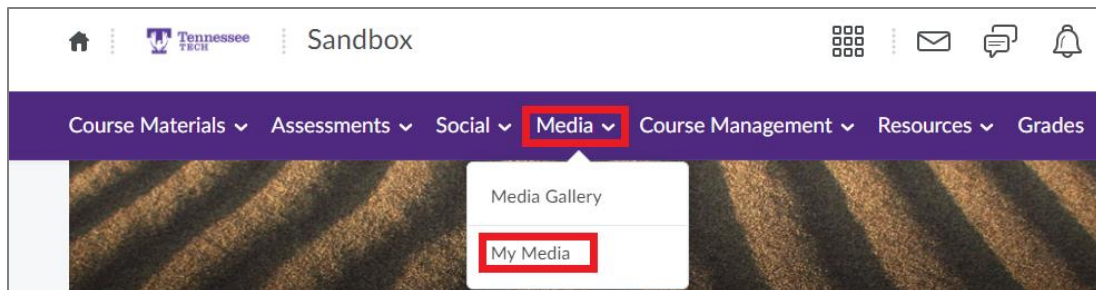 Tennessee
TECH
Sandbox
Course Materials Assessments Social Media Course Management Resources Grades
Media Gallery
My Media